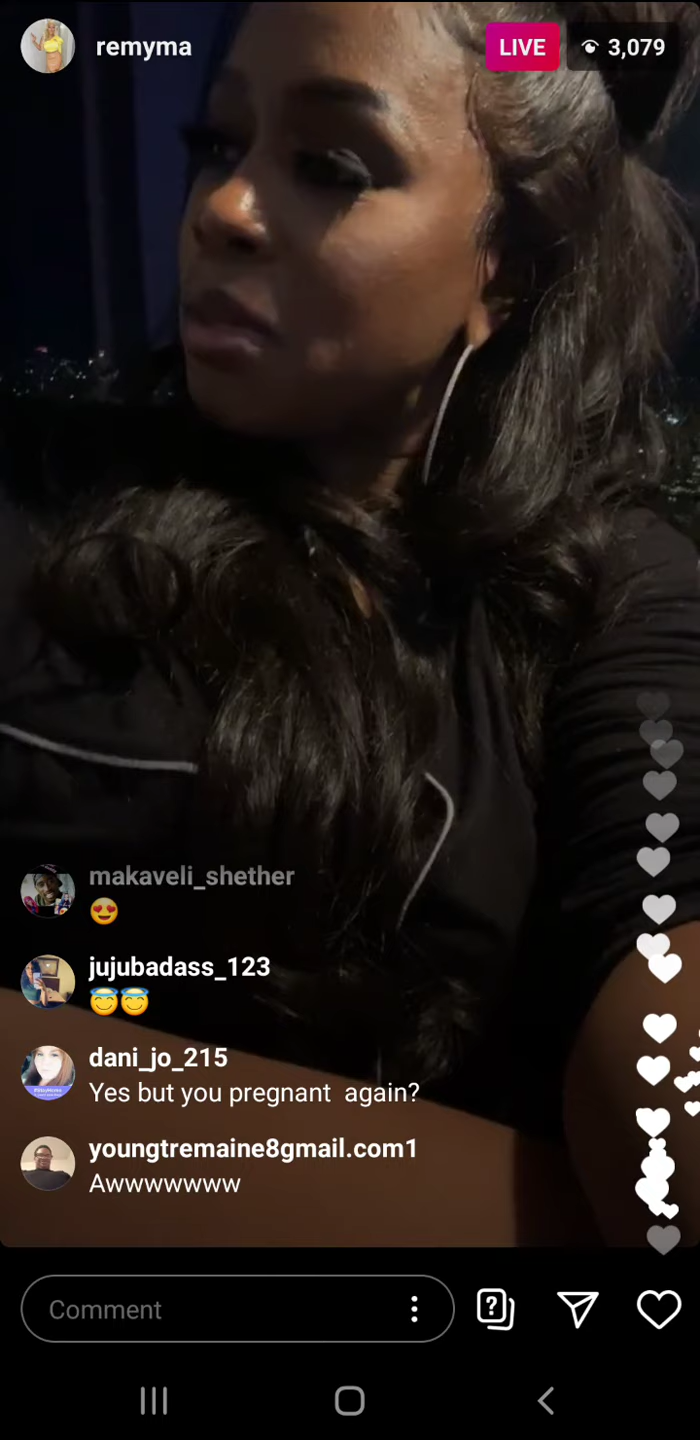 remyma
LIVE
3,079
makaveli_shether
😍
jujubadass_123
😇😇
dani_jo_215
Yes but you pregnant again?
youngtremaine8gmail.com1
Awwwwwww
Comment